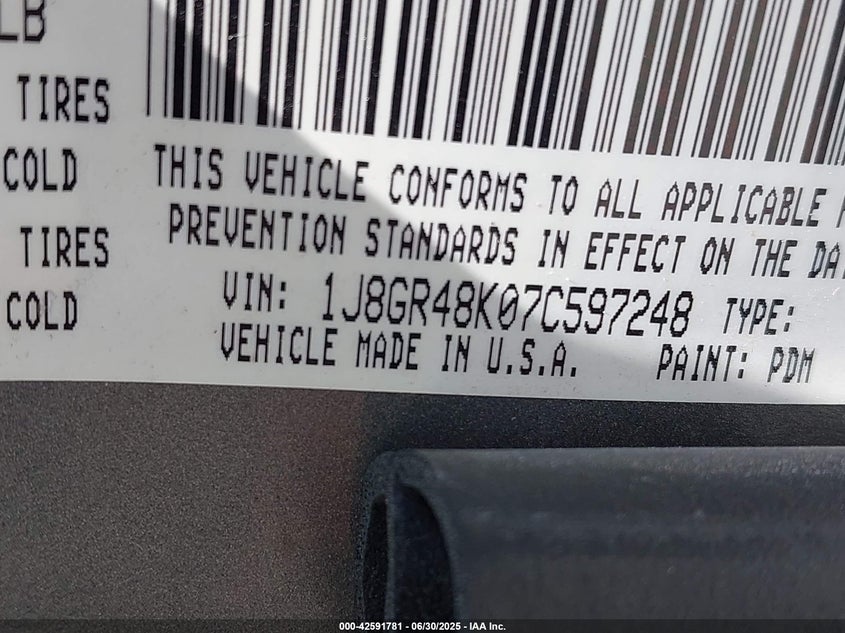 LB
TIRES
COLD
TIRES
COLD
THIS VEHICLE CONFORMS TO ALL APPLICABLE
PREVENTION STANDARDS IN EFFECT ON THE
VIN: 1J8GR48K07C597248 TYPE:
VEHICLE MADE IN U.S.A. PAINT: PDM
000-42591781 - 06/30/2025 - IAA Inc.